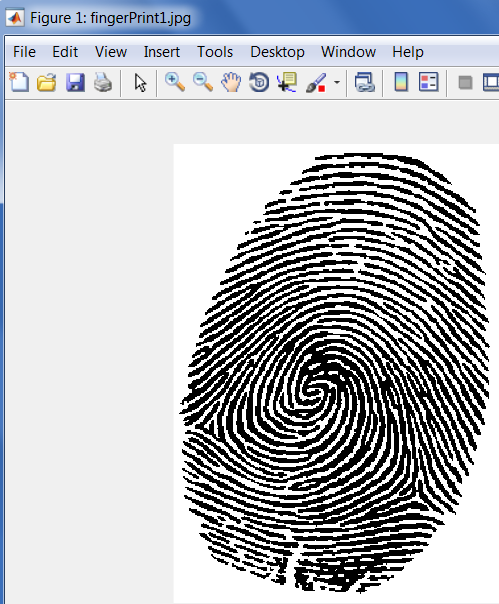 Figure 1: fingerPrint1.jpg
File Edit View Insert Tools Desktop Window Help